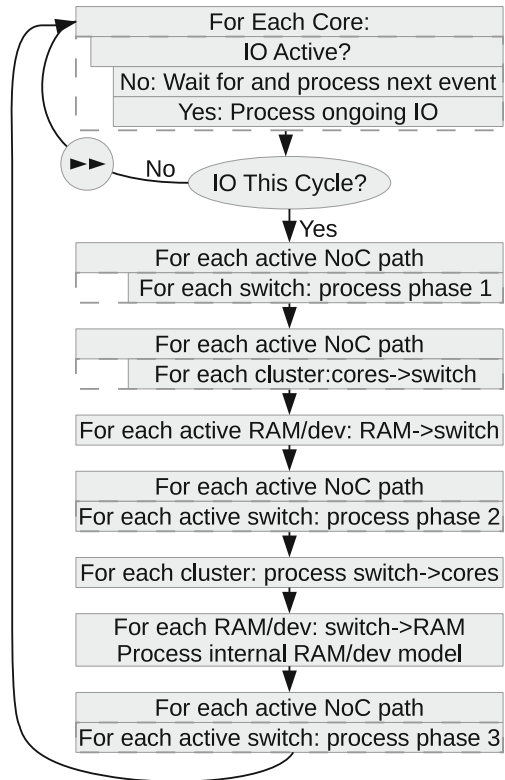 For Each Core:
IO Active?
No: Wait for and process next event
Yes: Process ongoing IO
No
IO This Cycle?
Yes
For each active NoC path
For each switch: process phase 1
For each active NoC path
For each cluster:cores->switch
For each active RAM/dev: RAM->switch
For each active NoC path
For each active switch: process phase 2
For each cluster: process switch->cores
For each RAM/dev: switch->RAM
Process internal RAM/dev model
For each active NoC path
For each active switch: process phase 3